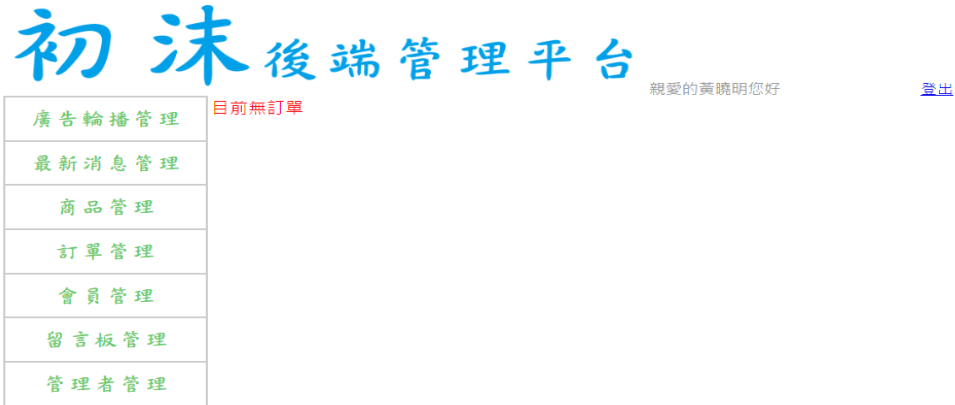 初沫後端管理平台
親愛的黃曉明您好 登出
廣告輪播管理
目前無訂單
最新消息管理
商品管理
訂單管理
會員管理
留言板管理
管理者管理